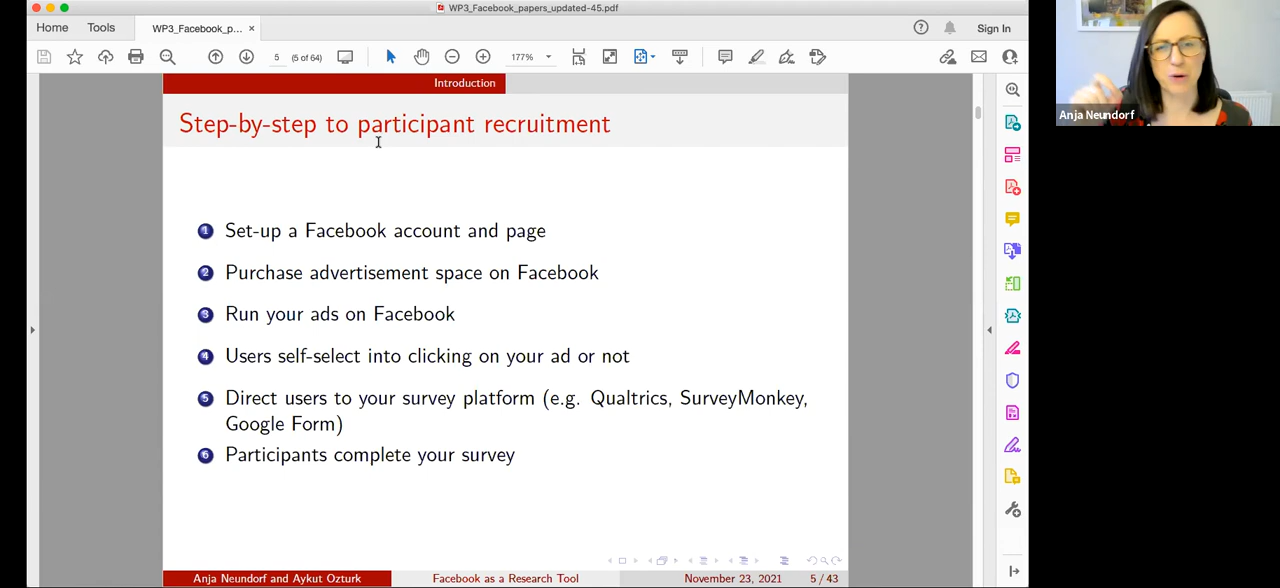 WP3_Facebook_papers_updated-45.pdf
Home Tools WP3_Facebook_p... × Sign In
5 (5 of 64) 177%
Introduction
Step-by-step to participant recruitment
1 Set-up a Facebook account and page
2 Purchase advertisement space on Facebook
3 Run your ads on Facebook
4 Users self-select into clicking on your ad or not
5 Direct users to your survey platform (e.g. Qualtrics, SurveyMonkey,
Google Form)
6 Participants complete your survey
Anja Neundorf and Aykut Ozturk Facebook as a Research Tool November 23, 2021 5 / 43
Anja Neundorf